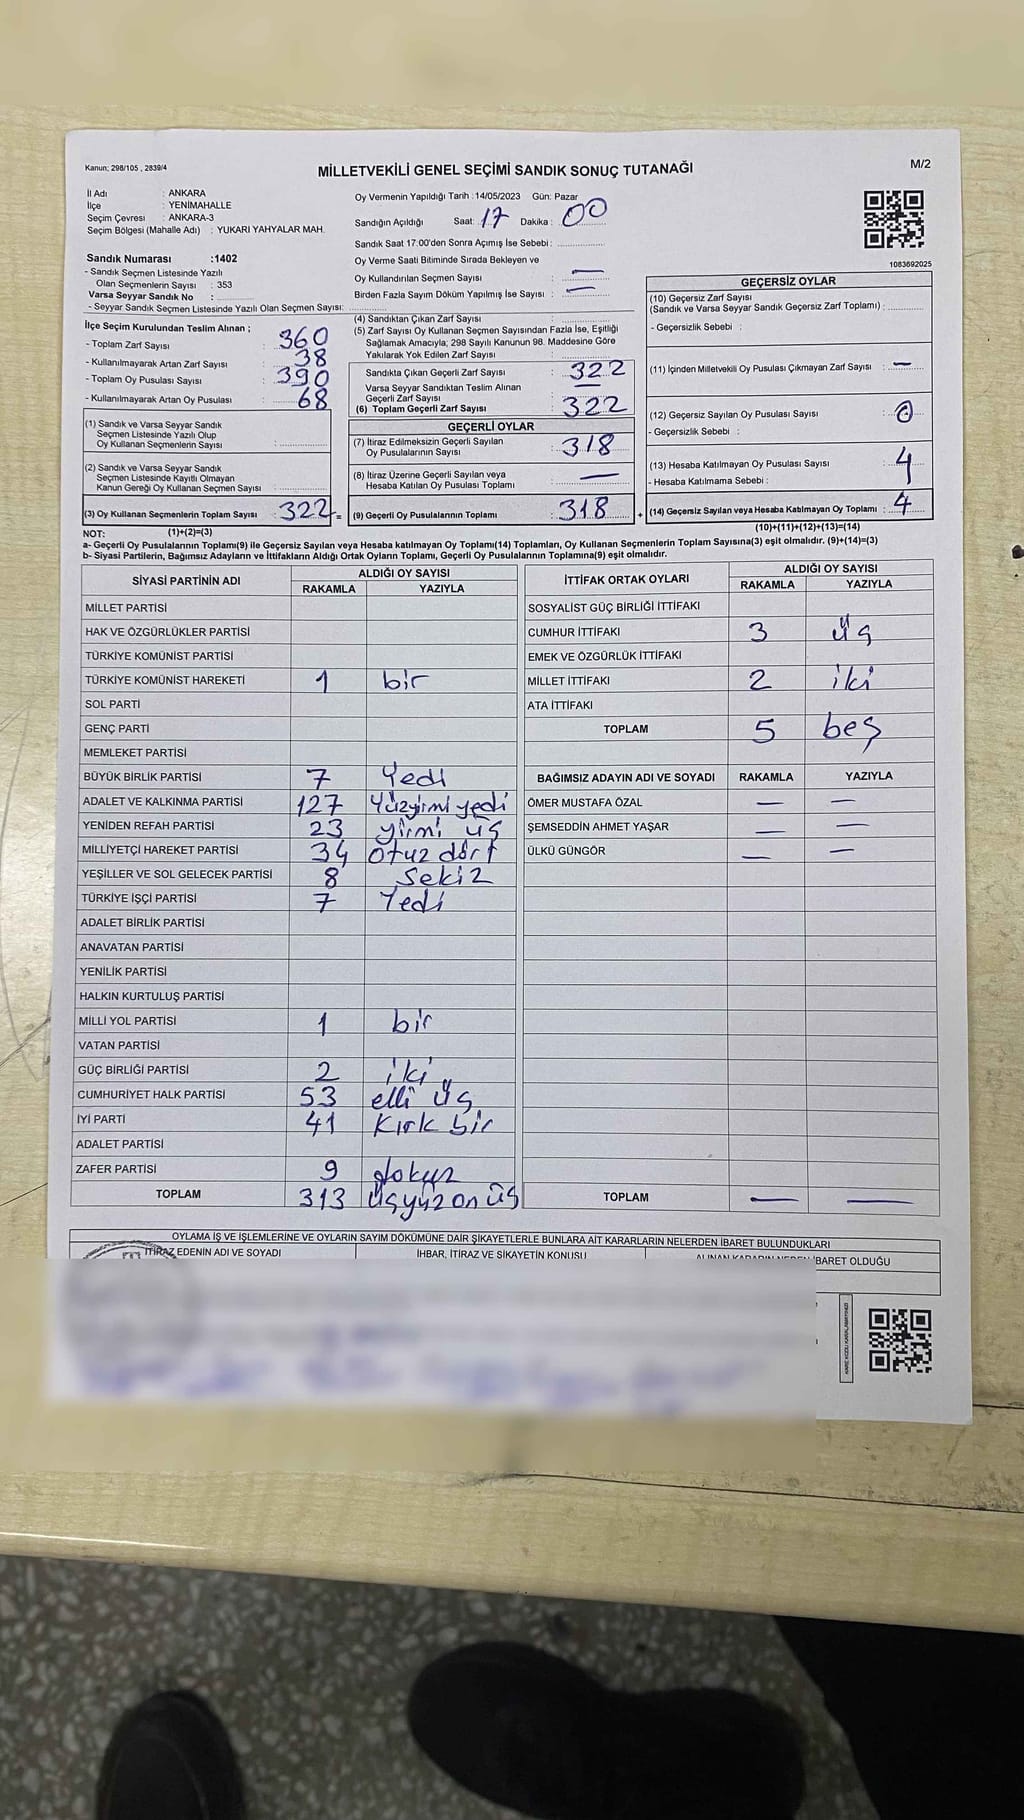 Kanun: 298/105 , 2839/4
MİLLETVEKİLİ GENEL SEÇİMİ SANDIK SONUÇ TUTANAĞI
M/2
İl Adı : ANKARA
İlçe : YENİMAHALLE
Seçim Çevresi : ANKARA-3
Seçim Bölgesi (Mahalle Adı) : YUKARI YAHYALAR MAH.
Sandık Numarası :1402
- Sandık Seçmen Listesinde Yazılı
Olan Seçmenlerin Sayısı : 353
Varsa Seyyar Sandık No :
- Seyyar Sandık Seçmen Listesinde Yazılı Olan Seçmen Sayısı:
Oy Vermenin Yapıldığı Tarih : 14/05/2023 Gün: Pazar
Sandığın Açıldığı Saat: 17 Dakika : 00
Sandık Saat 17:00'den Sonra Açımış İse Sebebi :
Oy Verme Saati Bitiminde Sırada Bekleyen ve
Oy Kullandırılan Seçmen Sayısı : —
Birden Fazla Sayım Döküm Yapılmış İse Sayısı : —
1083692025
İlçe Seçim Kurulundan Teslim Alınan ;
- Toplam Zarf Sayısı : 360
- Kullanılmayarak Artan Zarf Sayısı : 38
- Toplam Oy Pusulası Sayısı : 390
- Kullanılmayarak Artan Oy Pusulası : 68
(1) Sandık ve Varsa Seyyar Sandık
Seçmen Listesinde Yazılı Olup
Oy Kullanan Seçmenlerin Sayısı :
(2) Sandık ve Varsa Seyyar Sandık
Seçmen Listesinde Kayıtlı Olmayan
Kanun Gereği Oy Kullanan Seçmen Sayısı :
(3) Oy Kullanan Seçmenlerin Toplam Sayısı : 322 =
(1)+(2)=(3)
(4) Sandıktan Çıkan Zarf Sayısı :
(5) Zarf Sayısı Oy Kullanan Seçmen Sayısından Fazla İse, Eşitliği
Sağlamak Amacıyla; 298 Sayılı Kanunun 98. Maddesine Göre
Yakılarak Yok Edilen Zarf Sayısı :
Sandıkta Çıkan Geçerli Zarf Sayısı : 322
Varsa Seyyar Sandıktan Teslim Alınan
Geçerli Zarf Sayısı : —
(6) Toplam Geçerli Zarf Sayısı : 322
GEÇERLİ OYLAR
(7) İtiraz Edilmeksizin Geçerli Sayılan
Oy Pusulalarının Sayısı : 318
(8) İtiraz Üzerine Geçerli Sayılan veya
Hesaba Katılan Oy Pusulası Toplamı : —
(9) Geçerli Oy Pusulalarının Toplamı : 318 +
GEÇERSİZ OYLAR
(10) Geçersiz Zarf Sayısı
(Sandık ve Varsa Seyyar Sandık Geçersiz Zarf Toplamı) :
- Geçersizlik Sebebi :
(11) İçinden Milletvekili Oy Pusulası Çıkmayan Zarf Sayısı : —
(12) Geçersiz Sayılan Oy Pusulası Sayısı : 0
- Geçersizlik Sebebi :
(13) Hesaba Katılmayan Oy Pusulası Sayısı : 4
- Hesaba Katılmama Sebebi :
(14) Geçersiz Sayılan veya Hesaba Katılmayan Oy Toplamı : 4
(10)+(11)+(12)+(13)=(14)
NOT:
a- Geçerli Oy Pusulalarının Toplamı(9) ile Geçersiz Sayılan veya Hesaba katılmayan Oy Toplamı(14) Toplamları, Oy Kullanan Seçmenlerin Toplam Sayısına(3) eşit olmalıdır. (9)+(14)=(3)
b- Siyasi Partilerin, Bağımsız Adayların ve İttifakların Aldığı Ortak Oyların Toplamı, Geçerli Oy Pusulalarının Toplamına(9) eşit olmalıdır.
SİYASİ PARTİNİN ADI ALDIĞI OY SAYISI
RAKAMLA YAZIYLA
MİLLET PARTİSİ
HAK VE ÖZGÜRLÜKLER PARTİSİ
TÜRKİYE KOMÜNİST PARTİSİ
TÜRKİYE KOMÜNİST HAREKETİ 1 bir
SOL PARTİ
GENÇ PARTİ
MEMLEKET PARTİSİ
BÜYÜK BİRLİK PARTİSİ 7 Yedi
ADALET VE KALKINMA PARTİSİ 127 Yüzyirmi yedi
YENİDEN REFAH PARTİSİ 23 yirmi üç
MİLLİYETÇİ HAREKET PARTİSİ 34 Otuz dört
YEŞİLLER VE SOL GELECEK PARTİSİ 8 Sekiz
TÜRKİYE İŞÇİ PARTİSİ 7 Yedi
ADALET BİRLİK PARTİSİ
ANAVATAN PARTİSİ
YENİLİK PARTİSİ
HALKIN KURTULUŞ PARTİSİ
MİLLİ YOL PARTİSİ 1 bir
VATAN PARTİSİ
GÜÇ BİRLİĞİ PARTİSİ 2 iki
CUMHURİYET HALK PARTİSİ 53 elli üç
İYİ PARTİ 41 Kırk bir
ADALET PARTİSİ
ZAFER PARTİSİ 9 dokuz
TOPLAM 313 üçyüz on üç
İTTİFAK ORTAK OYLARI ALDIĞI OY SAYISI
RAKAMLA YAZIYLA
SOSYALİST GÜÇ BİRLİĞİ İTTİFAKI
CUMHUR İTTİFAKI 3 üç
EMEK VE ÖZGÜRLÜK İTTİFAKI
MİLLET İTTİFAKI 2 iki
ATA İTTİFAKI
TOPLAM 5 beş
BAĞIMSIZ ADAYIN ADI VE SOYADI RAKAMLA YAZIYLA
ÖMER MUSTAFA ÖZAL — —
ŞEMSEDDİN AHMET YAŞAR — —
ÜLKÜ GÜNGÖR — —
TOPLAM — —
OYLAMA İŞ VE İŞLEMLERİNE VE OYLARIN SAYIM DÖKÜMÜNE DAİR ŞİKAYETLERLE BUNLARA AİT KARARLARIN NELERDEN İBARET BULUNDUKLARI
İTİRAZ EDENİN ADI VE SOYADI
İHBAR, İTİRAZ VE ŞİKAYETİN KONUSU
ALINAN KARARIN NEDEN İBARET OLDUĞU